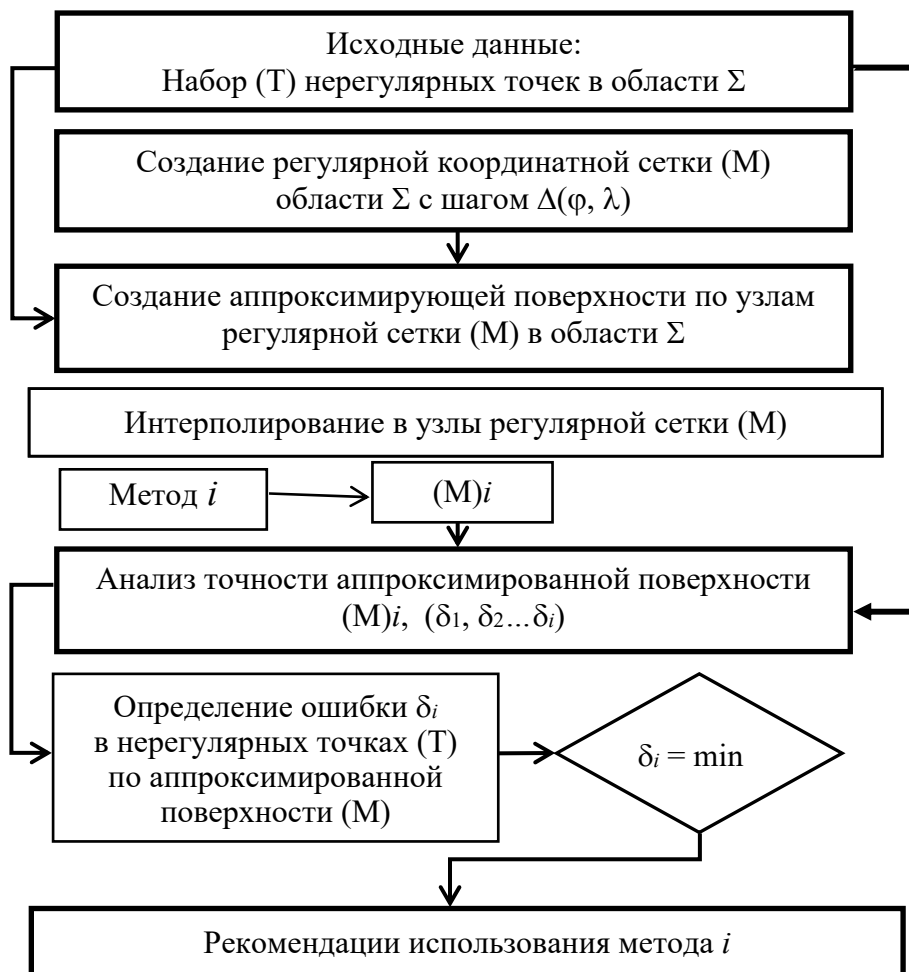 Исходные данные:
Набор (Т) нерегулярных точек в области Σ
Создание регулярной координатной сетки (М)
области Σ с шагом Δ(φ, λ)
Создание аппроксимирующей поверхности по узлам
регулярной сетки (М) в области Σ
Интерполирование в узлы регулярной сетки (М)
Метод i
(М)i
Анализ точности аппроксимированной поверхности
(М)i, (δ₁, δ₂…δᵢ)
Определение ошибки δᵢ
в нерегулярных точках (Т)
по аппроксимированной
поверхности (М)
δᵢ = min
Рекомендации использования метода i